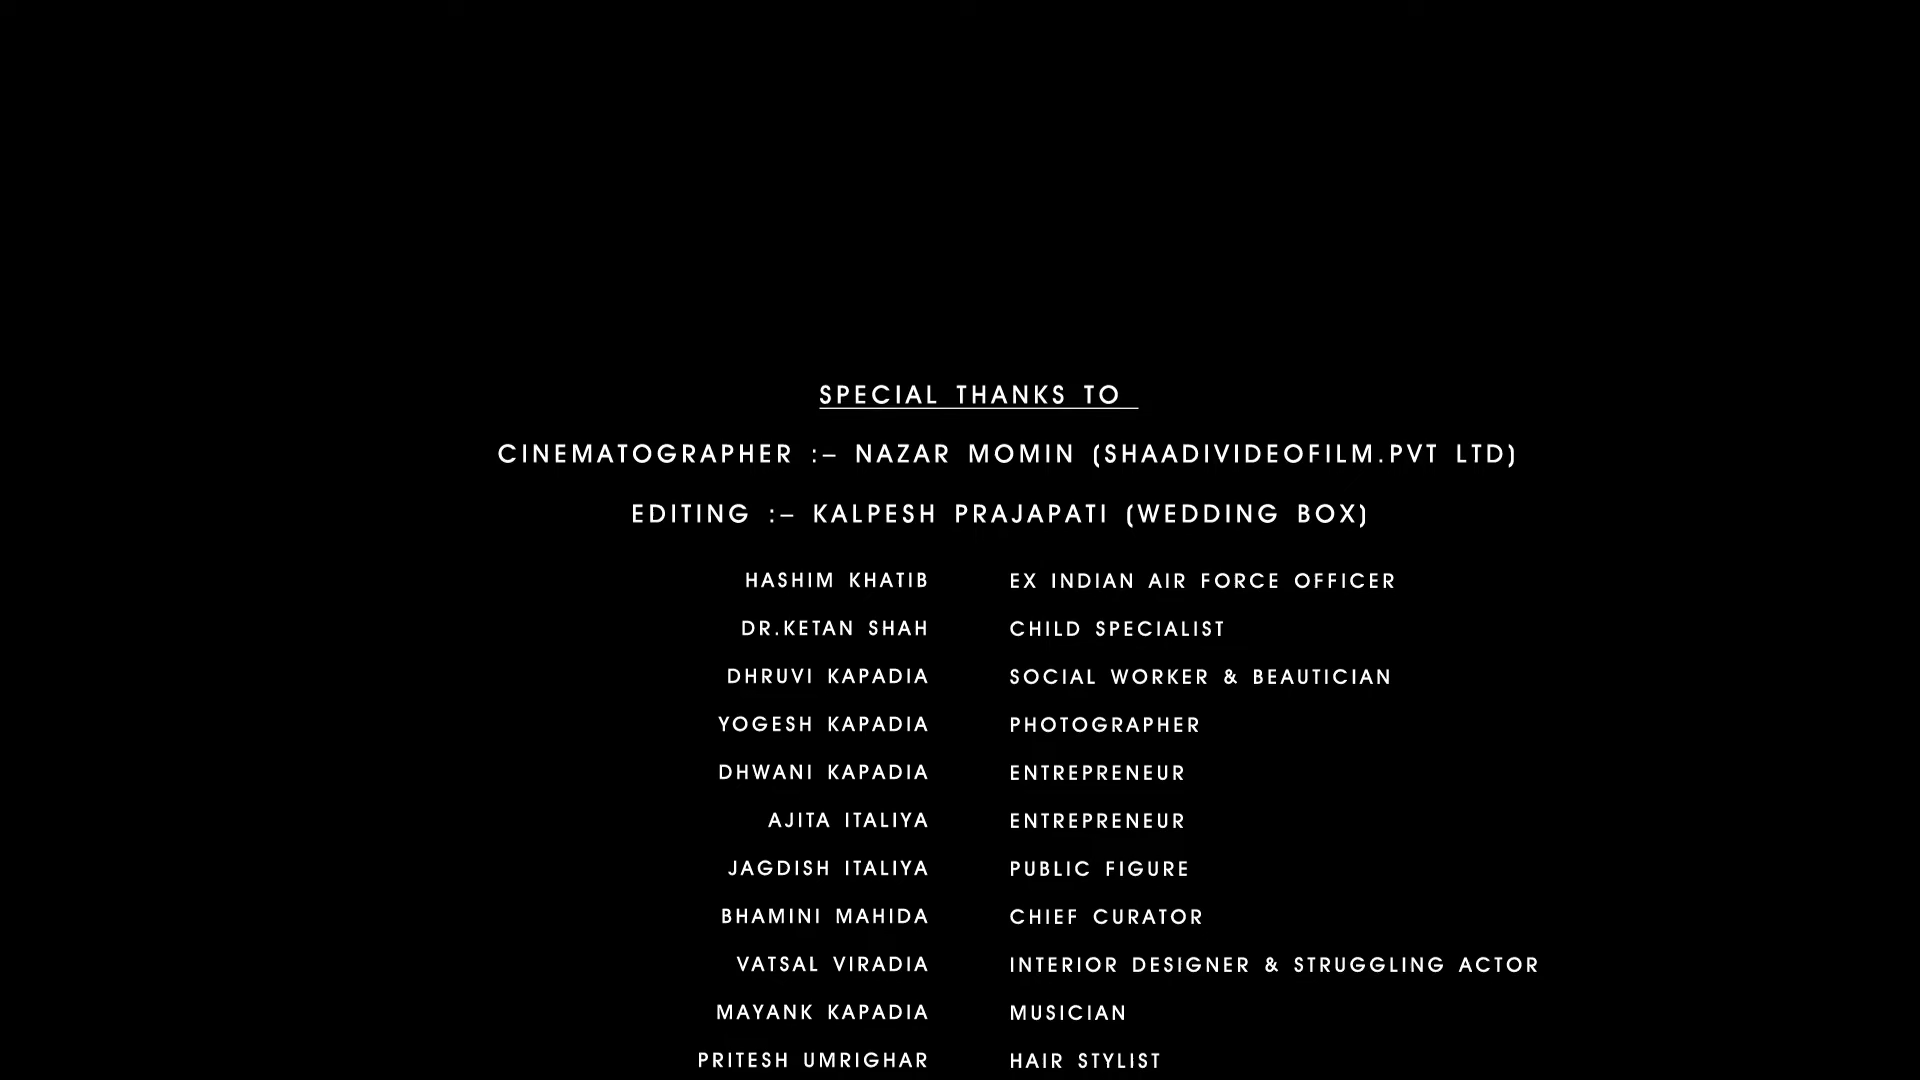 SPECIAL THANKS TO
CINEMATOGRAPHER :– NAZAR MOMIN (SHAADIVIDEOFILM.PVT LTD)
EDITING :– KALPESH PRAJAPATI (WEDDING BOX)
HASHIM KHATIB EX INDIAN AIR FORCE OFFICER
DR.KETAN SHAH CHILD SPECIALIST
DHRUVI KAPADIA SOCIAL WORKER & BEAUTICIAN
YOGESH KAPADIA PHOTOGRAPHER
DHWANI KAPADIA ENTREPRENEUR
AJITA ITALIYA ENTREPRENEUR
JAGDISH ITALIYA PUBLIC FIGURE
BHAMINI MAHIDA CHIEF CURATOR
VATSAL VIRADIA INTERIOR DESIGNER & STRUGGLING ACTOR
MAYANK KAPADIA MUSICIAN
PRITESH UMRIGHAR HAIR STYLIST